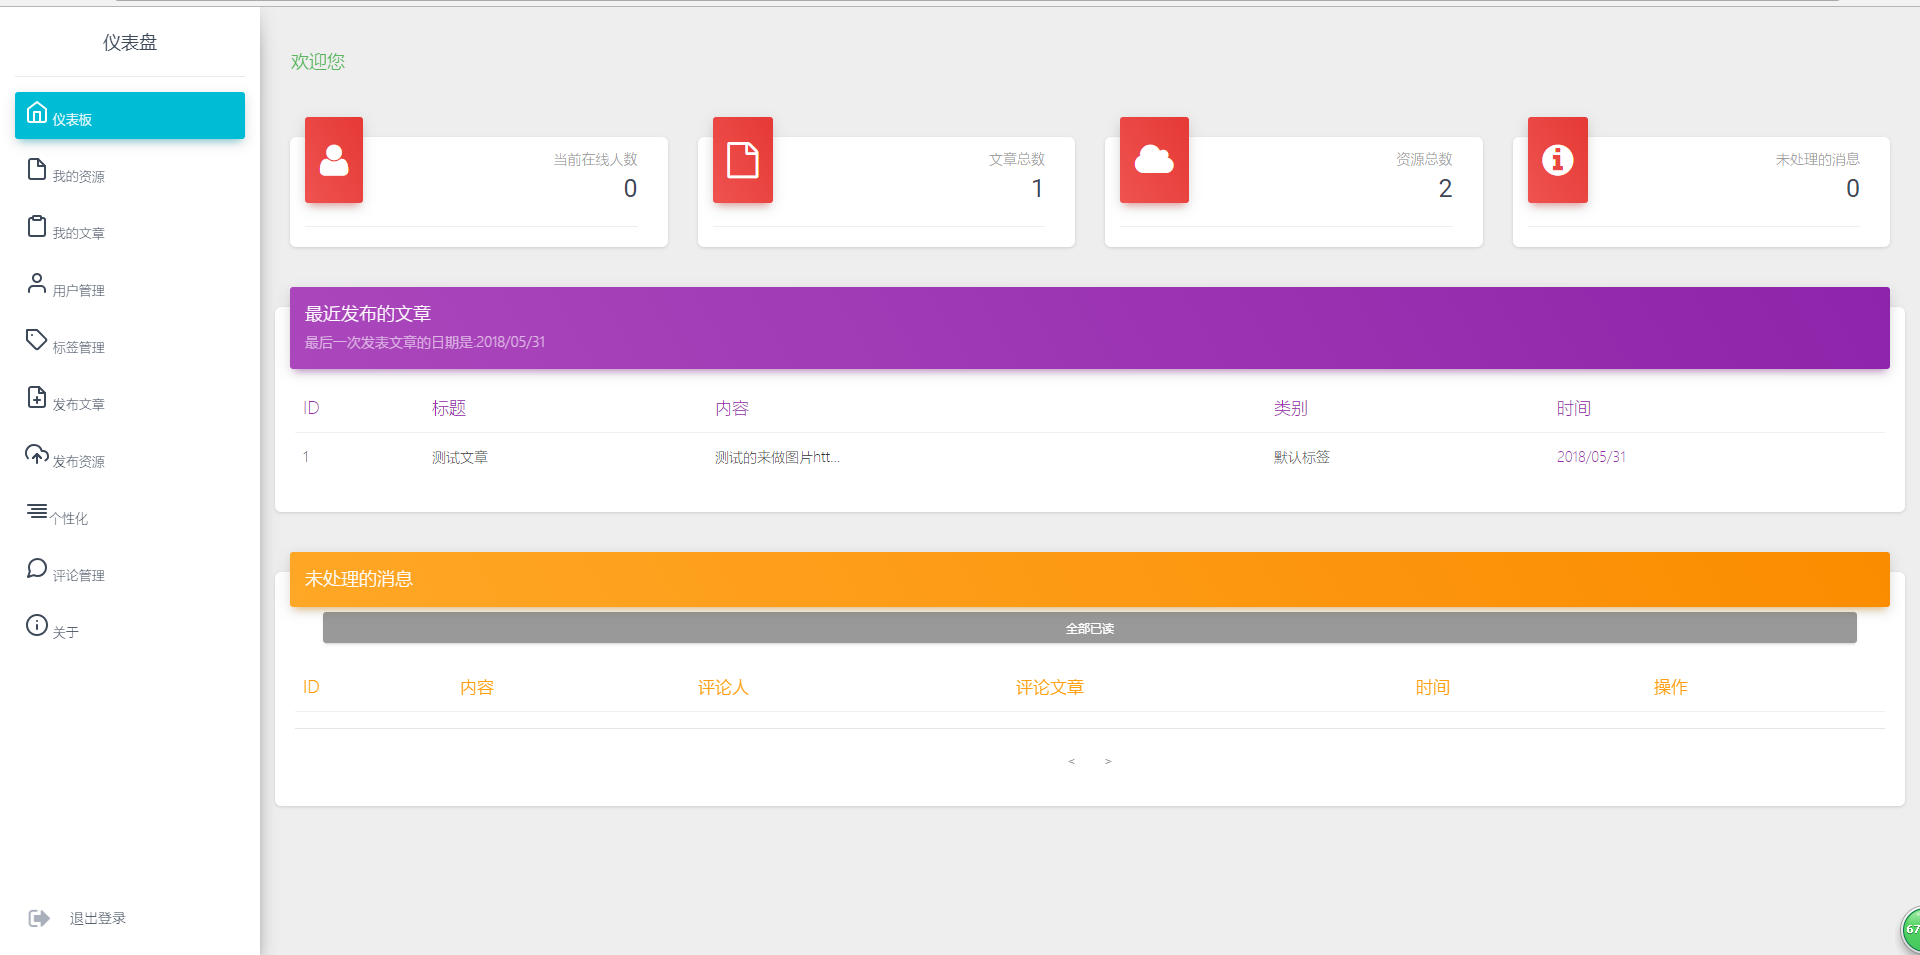 仪表盘
仪表板
我的资源
我的文章
用户管理
标签管理
发布文章
发布资源
个性化
评论管理
关于
退出登录
欢迎您
当前在线人数
0
文章总数
1
资源总数
2
未处理的消息
0
最近发布的文章
最后一次发表文章的日期是:2018/05/31
ID 标题 内容 类别 时间
1 测试文章 测试的来做图片htt... 默认标签 2018/05/31
未处理的消息
全部已读
ID 内容 评论人 评论文章 时间 操作
< >
67